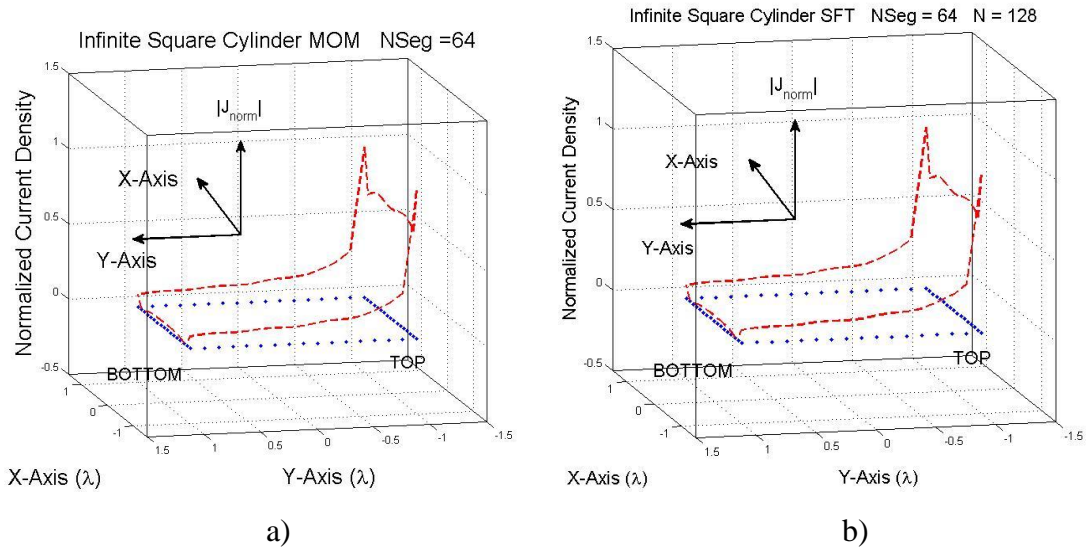 Infinite Square Cylinder MOM NSeg =64
Normalized Current Density
1.5
1
0.5
0
-0.5
|Jnorm|
X-Axis
Y-Axis
BOTTOM
TOP
1
0
-1
1.5
1
0.5
0
-0.5
-1
-1.5
X-Axis (λ)
Y-Axis (λ)
a)
Infinite Square Cylinder SFT NSeg = 64 N = 128
Normalized Current Density
1.5
1
0.5
0
-0.5
|Jnorm|
X-Axis
Y-Axis
BOTTOM
TOP
1
0
-1
1.5
1
0.5
0
-0.5
-1
-1.5
X-Axis (λ)
Y-Axis (λ)
b)